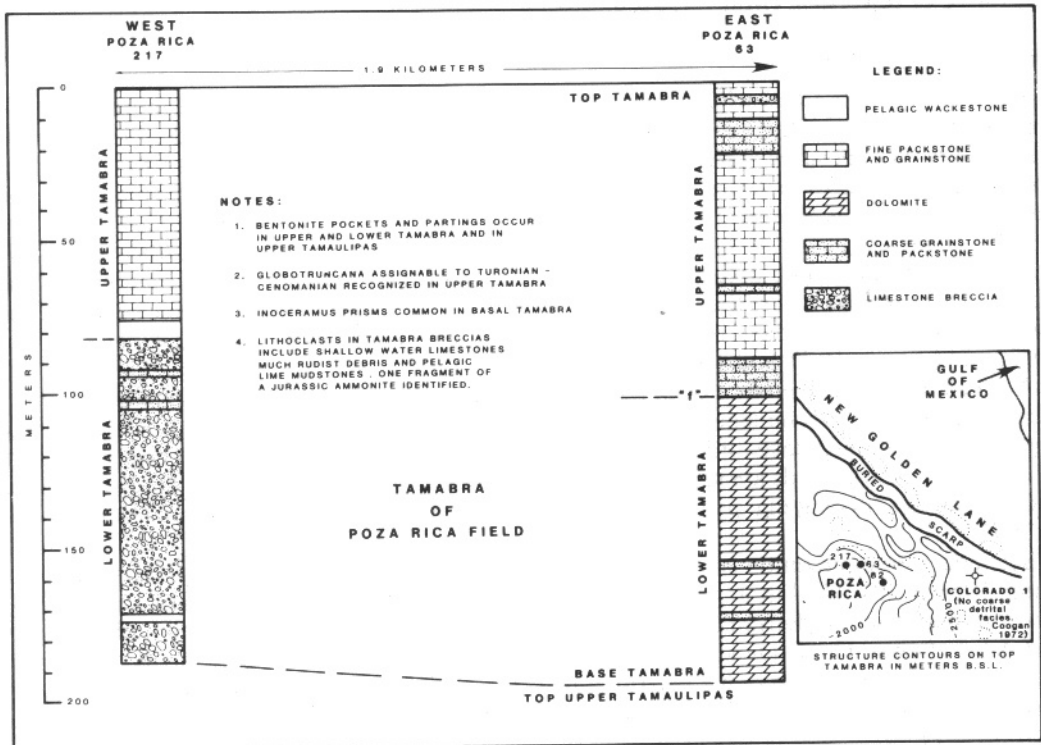 WEST
POZA RICA
217
EAST
POZA RICA
63
1.9 KILOMETERS
LEGEND:
PELAGIC WACKESTONE
FINE PACKSTONE
AND GRAINSTONE
DOLOMITE
COARSE GRAINSTONE
AND PACKSTONE
LIMESTONE BRECCIA
0
50
100
150
200
METERS
UPPER TAMABRA
LOWER TAMABRA
TOP TAMABRA
NOTES:
1. BENTONITE POCKETS AND PARTINGS OCCUR
IN UPPER AND LOWER TAMABRA AND IN
UPPER TAMAULIPAS
2. GLOBOTRUNCANA ASSIGNABLE TO TURONIAN -
CENOMANIAN RECOGNIZED IN UPPER TAMABRA
3. INOCERAMUS PRISMS COMMON IN BASAL TAMABRA
4. LITHOCLASTS IN TAMABRA BRECCIAS
INCLUDE SHALLOW WATER LIMESTONES
MUCH RUDIST DEBRIS AND PELAGIC
LIME MUDSTONES. ONE FRAGMENT OF
A JURASSIC AMMONITE IDENTIFIED.
TAMABRA
OF
POZA RICA FIELD
UPPER TAMABRA
"f"
LOWER TAMABRA
BASE TAMABRA
TOP UPPER TAMAULIPAS
GULF
OF
MEXICO
NEW GOLDEN LANE
BURIED
SCARP
217
63
62
POZA
RICA
2000
2500
COLORADO 1
(No coarse
detrital
facies.
Coogan
1972)
STRUCTURE CONTOURS ON TOP
TAMABRA IN METERS B.S.L.